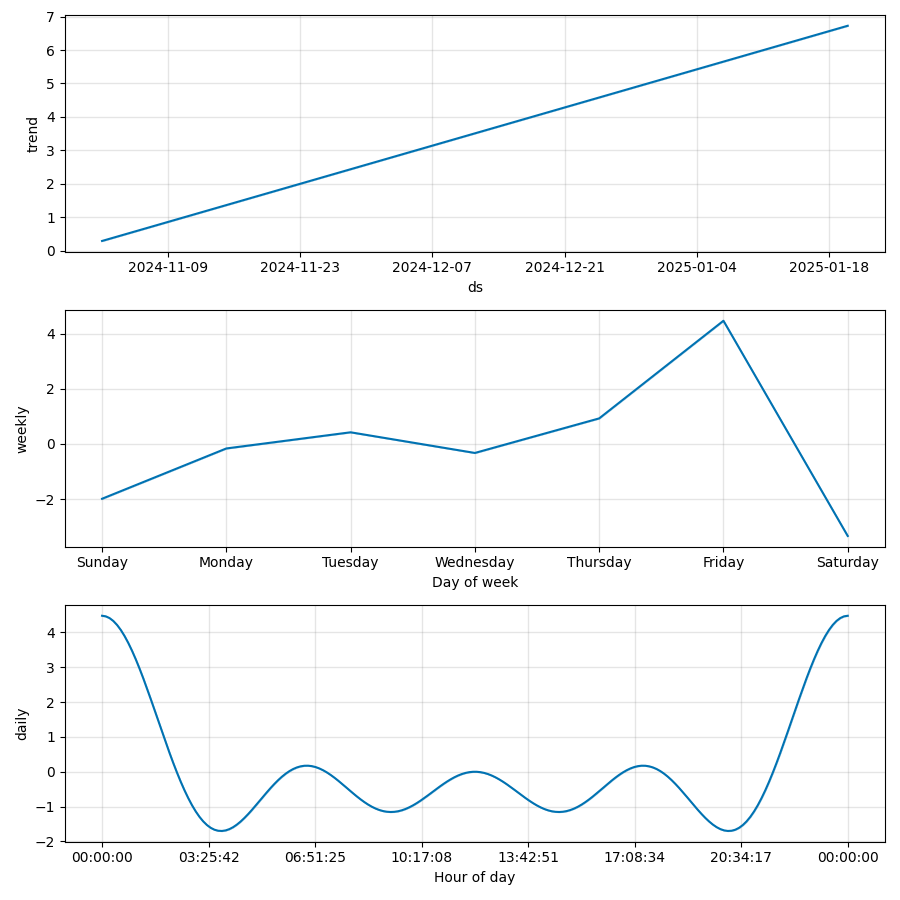 7
6
5
4
3
2
1
0
trend
2024-11-09 2024-11-23 2024-12-07 2024-12-21 2025-01-04 2025-01-18
ds
4
2
0
−2
weekly
Sunday Monday Tuesday Wednesday Thursday Friday Saturday
Day of week
4
3
2
1
0
−1
−2
daily
00:00:00 03:25:42 06:51:25 10:17:08 13:42:51 17:08:34 20:34:17 00:00:00
Hour of day